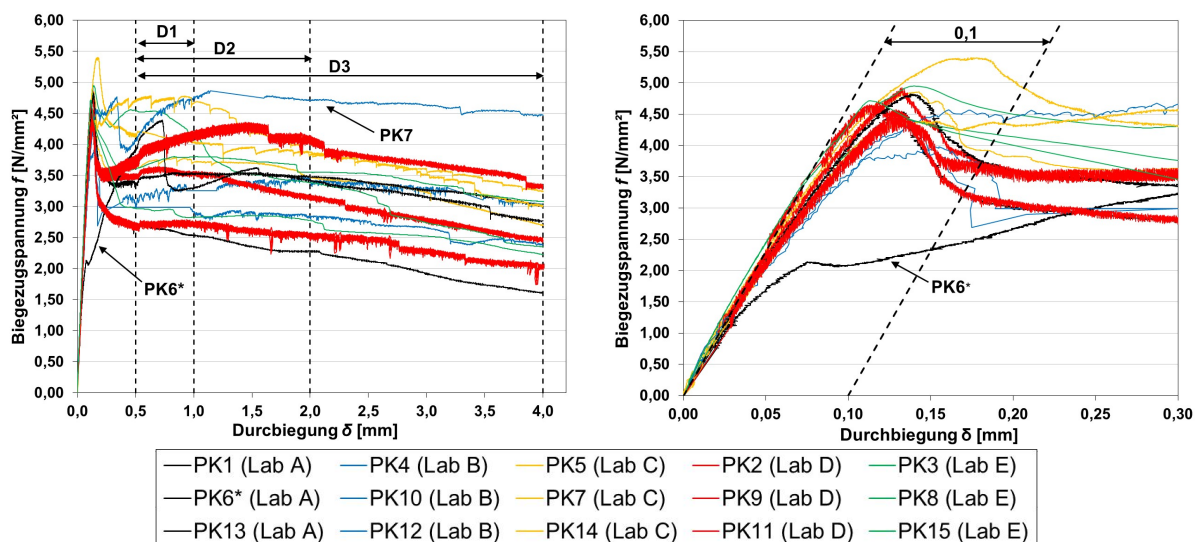 6,00
5,50
5,00
4,50
4,00
3,50
3,00
2,50
2,00
1,50
1,00
0,50
0,00
Biegezugspannung f [N/mm²]
D1
D2
D3
PK7
PK6*
0,0 0,5 1,0 1,5 2,0 2,5 3,0 3,5 4,0
Durcbiegung δ [mm]
6,00
5,50
5,00
4,50
4,00
3,50
3,00
2,50
2,00
1,50
1,00
0,50
0,00
Biegezugspannung f [N/mm²]
0,1
PK6*
0,00 0,05 0,10 0,15 0,20 0,25 0,30
Durchbiegung δ [mm]
PK1 (Lab A) PK4 (Lab B) PK5 (Lab C) PK2 (Lab D) PK3 (Lab E)
PK6* (Lab A) PK10 (Lab B) PK7 (Lab C) PK9 (Lab D) PK8 (Lab E)
PK13 (Lab A) PK12 (Lab B) PK14 (Lab C) PK11 (Lab D) PK15 (Lab E)